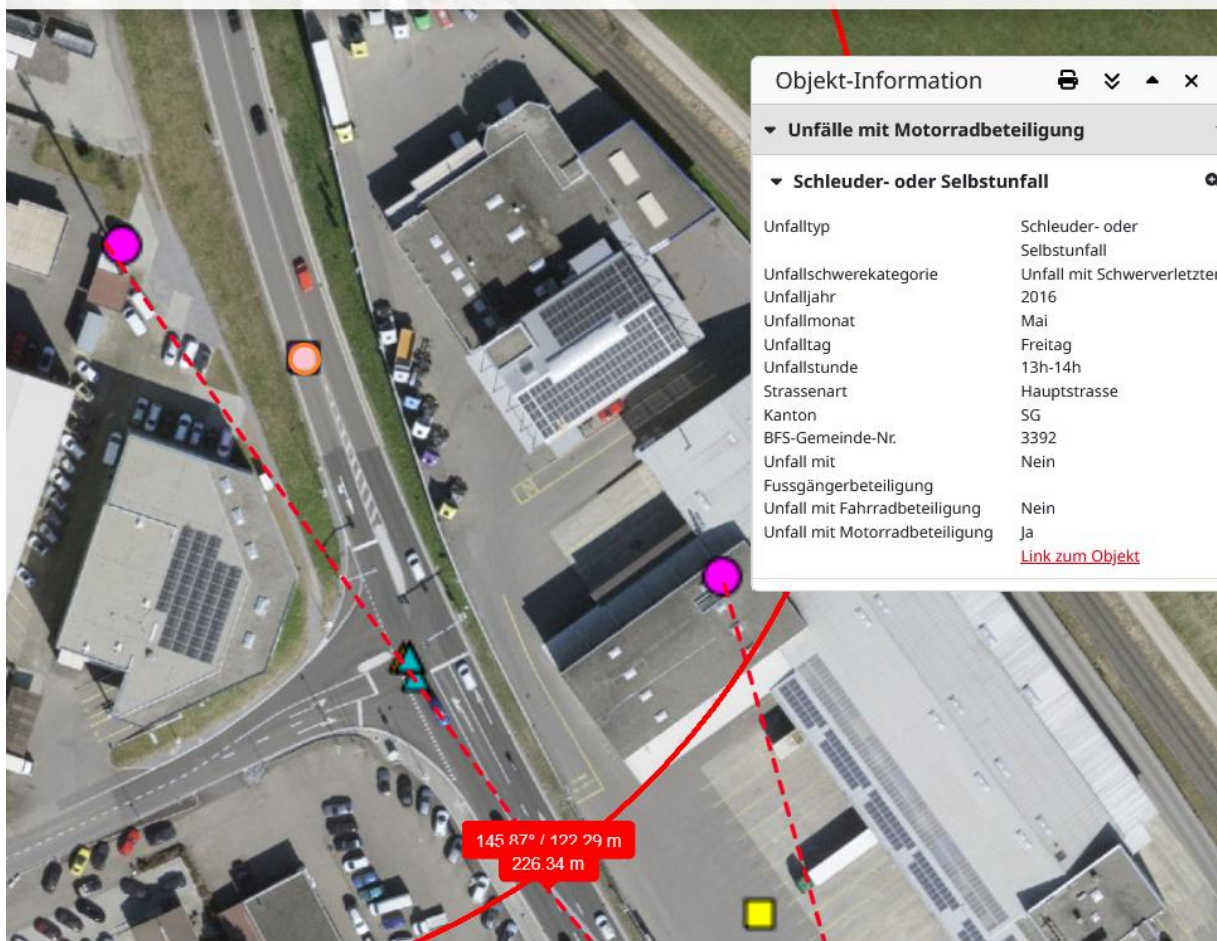 Objekt-Information
Unfälle mit Motorradbeteiligung
Schleuder- oder Selbstunfall
Unfalltyp Schleuder- oder
Selbstunfall
Unfallschwerekategorie Unfall mit Schwerverletzten
Unfalljahr 2016
Unfallmonat Mai
Unfalltag Freitag
Unfallstunde 13h-14h
Strassenart Hauptstrasse
Kanton SG
BFS-Gemeinde-Nr. 3392
Unfall mit Nein
Fussgängerbeteiligung
Unfall mit Fahrradbeteiligung Nein
Unfall mit Motorradbeteiligung Ja
Link zum Objekt
145.87° / 122.29 m
226.34 m